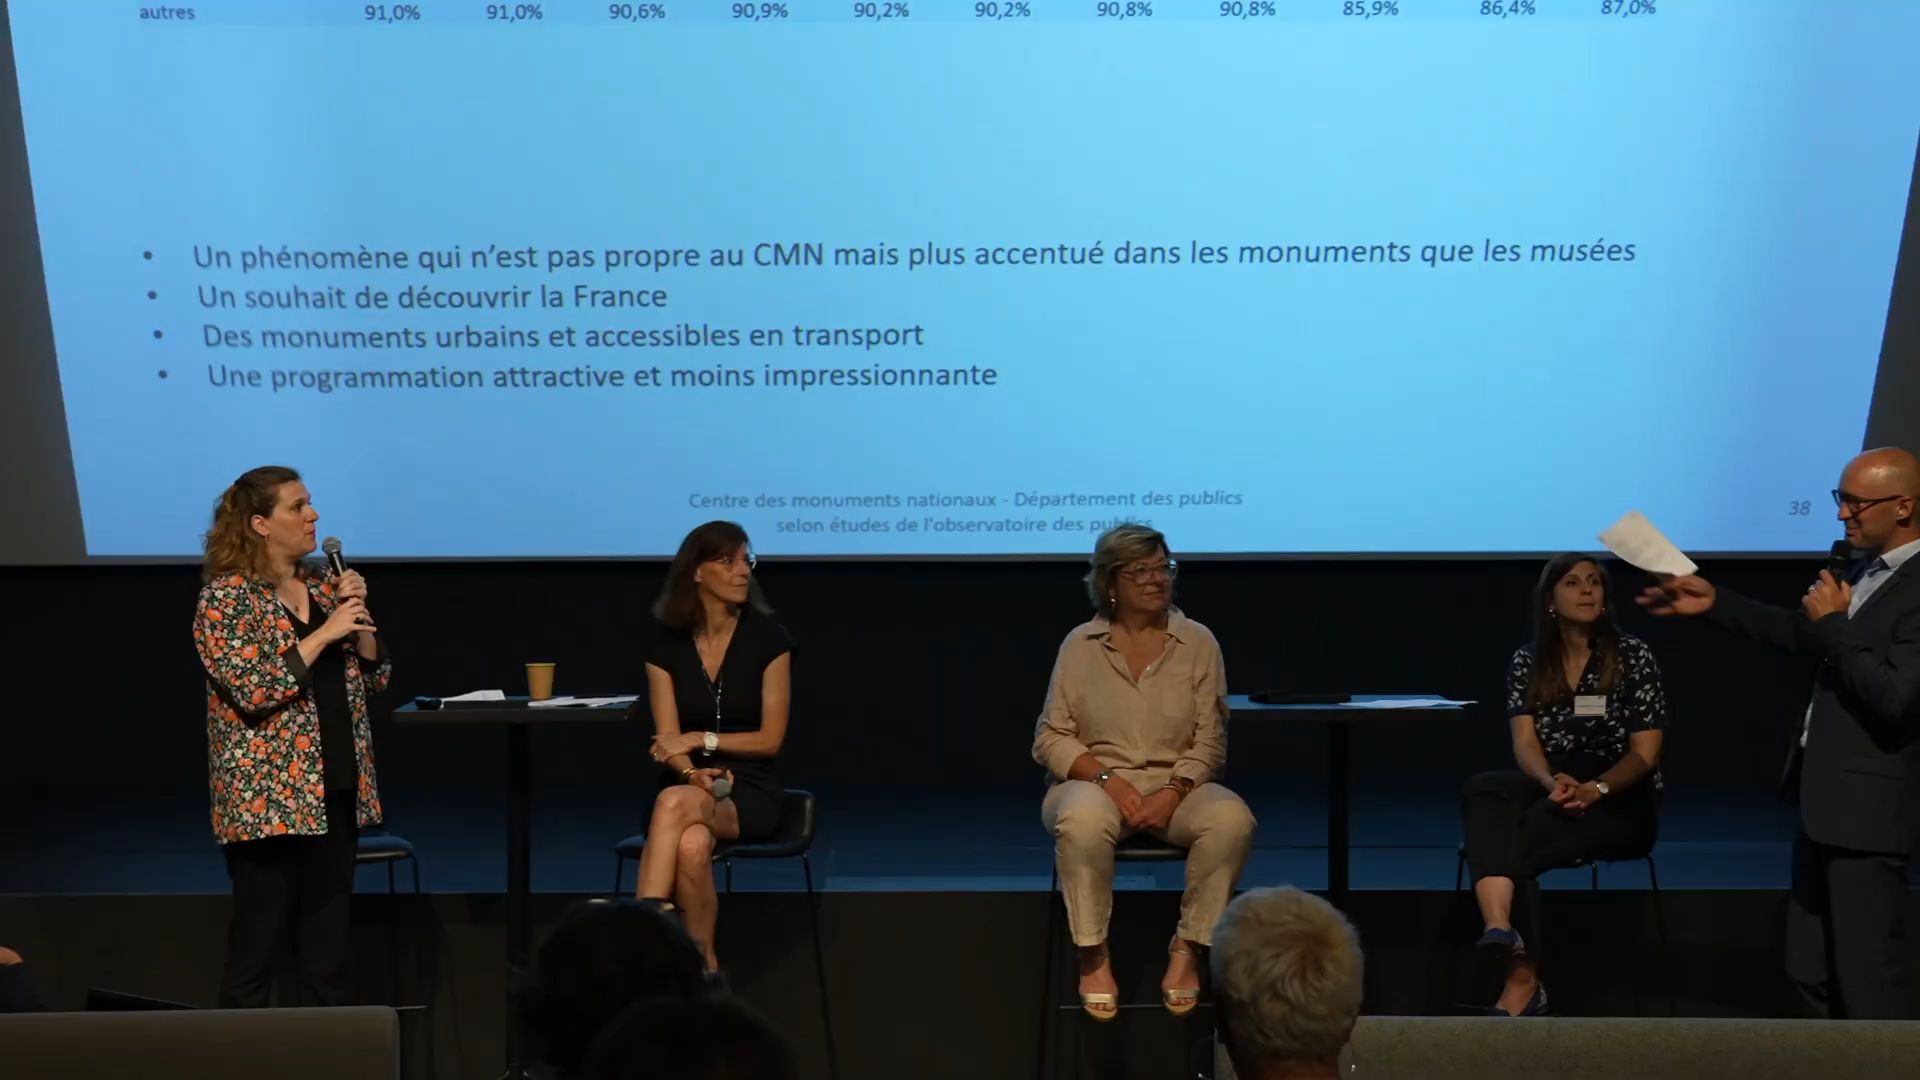 autres 91,0% 91,0% 90,6% 90,9% 90,2% 90,2% 90,8% 90,8% 85,9% 86,4% 87,0%
• Un phénomène qui n’est pas propre au CMN mais plus accentué dans les monuments que les musées
• Un souhait de découvrir la France
• Des monuments urbains et accessibles en transport
• Une programmation attractive et moins impressionnante
Centre des monuments nationaux - Département des publics
selon études de l'observatoire des publics
38